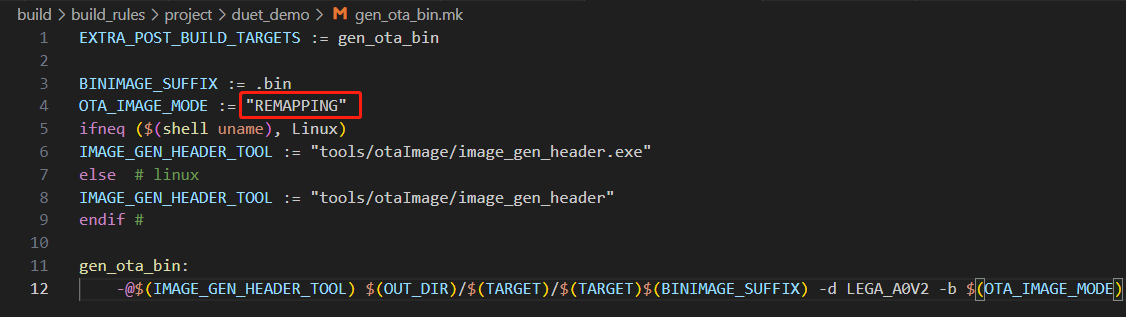 build > build_rules > project > duet_demo > M gen_ota_bin.mk
1 EXTRA_POST_BUILD_TARGETS := gen_ota_bin
2
3 BINIMAGE_SUFFIX := .bin
4 OTA_IMAGE_MODE := "REMAPPING"
5 ifneq ($(shell uname), Linux)
6 IMAGE_GEN_HEADER_TOOL := "tools/otaImage/image_gen_header.exe"
7 else  # linux
8 IMAGE_GEN_HEADER_TOOL := "tools/otaImage/image_gen_header"
9 endif #
10
11 gen_ota_bin:
12     -@$(IMAGE_GEN_HEADER_TOOL) $(OUT_DIR)/$(TARGET)/$(TARGET)$(BINIMAGE_SUFFIX) -d LEGA_A0V2 -b $(OTA_IMAGE_MODE)